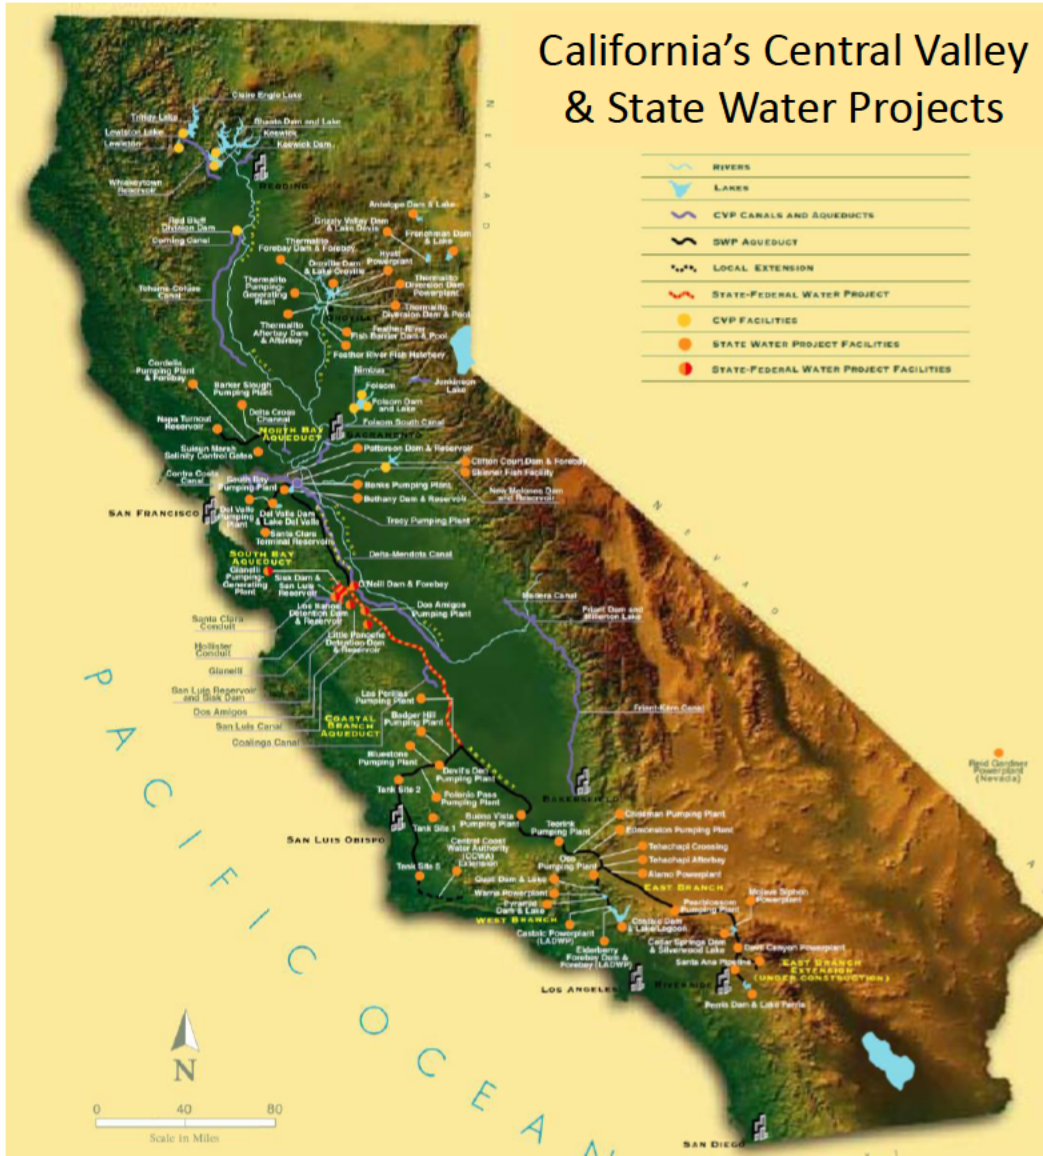 California's Central Valley
& State Water Projects
RIVERS
LAKES
CVP CANALS AND AQUEDUCTS
SWP AQUEDUCT
LOCAL EXTENSION
STATE-FEDERAL WATER PROJECT
CVP FACILITIES
STATE WATER PROJECT FACILITIES
STATE-FEDERAL WATER PROJECT FACILITIES
NEVAD
Claire Engle Lake
Trinity Lake
Lewiston Lake
Lewiston
Shasta Dam and Lake
Keswick
Keswick Dam
Whiskeytown
Reservoir
REDDING
Red Bluff
Division Dam
Corning Canal
Tehama-Colusa
Canal
Antelope Dam & Lake
Grizzly Valley Dam
& Lake Davis
Frenchman Dam
& Lake
Thermalito
Forebay Dam & Forebay
Oroville Dam
& Lake Oroville
Hyatt
Powerplant
Thermalito
Pumping-
Generating
Plant
Thermalito
Diversion Dam
Powerplant
Thermalito
Diversion Dam & Pool
OROVILLE
Thermalito
Afterbay Dam
& Afterbay
Feather River
Fish Barrier Dam & Pool
Feather River Fish Hatchery
Cordelia
Pumping Plant
& Forebay
Barker Slough
Pumping Plant
Nimbus
Folsom
Folsom Dam
and Lake
Jenkinson
Lake
Delta Cross
Channel
Napa Turnout
Reservoir
NORTH BAY
AQUEDUCT
Folsom South Canal
SACRAMENTO
Suisun Marsh
Salinity Control Gates
Patterson Dam & Reservoir
Clifton Court Dam & Forebay
Skinner Fish Facility
Contra Costa
Canal
South Bay
Pumping Plant
Banks Pumping Plant
Bethany Dam & Reservoir
New Melones Dam
and Reservoir
Tracy Pumping Plant
SAN FRANCISCO
Del Valle
Pumping
Plant
Del Valle Dam
& Lake Del Valle
Santa Clara
Terminal Reservoir
SOUTH BAY
AQUEDUCT
Delta-Mendota Canal
NEVAD
Gianelli
Pumping-
Generating
Plant
Sisk Dam &
San Luis
Reservoir
O'Neill Dam & Forebay
Los Banos
Detention Dam
& Reservoir
Dos Amigos
Pumping Plant
Madera Canal
Friant Dam and
Millerton Lake
Little Panoche
Detention Dam
& Reservoir
Santa Clara
Conduit
Hollister
Conduit
Gianelli
San Luis Reservoir
and Sisk Dam
Dos Amigos
San Luis Canal
Coalinga Canal
Las Perillas
Pumping Plant
Badger Hill
Pumping Plant
COASTAL
BRANCH
AQUEDUCT
Friant-Kern Canal
Bluestone
Pumping Plant
Devil's Den
Pumping Plant
Reid Gardner
Powerplant
(Nevada)
Tank Site 2
Polonio Pass
Pumping Plant
BAKERSFIELD
Tank Site 1
Buena Vista
Pumping Plant
Teerink
Pumping Plant
Chrisman Pumping Plant
Edmonston Pumping Plant
SAN LUIS OBISPO
Central Coast
Water Authority
(CCWA)
Extension
Tank Site 5
Oso
Pumping Plant
Tehachapi Crossing
Tehachapi Afterbay
Alamo Powerplant
Quail Dam & Lake
Warne Powerplant
Pyramid
Dam & Lake
EAST BRANCH
WEST BRANCH
Pearblossom
Pumping Plant
Mojave Siphon
Powerplant
Castaic Powerplant
(LADWP)
Castaic Dam
& Lake/Lagoon
Elderberry
Forebay Dam &
Forebay (LADWP)
Cedar Springs Dam
& Silverwood Lake
Devil Canyon Powerplant
Santa Ana Pipeline
EAST BRANCH
EXTENSION
(UNDER CONSTRUCTION)
LOS ANGELES
RIVERSIDE
Perris Dam & Lake Perris
SAN DIEGO
PACIFIC OCEAN
N
0 40 80
Scale in Miles